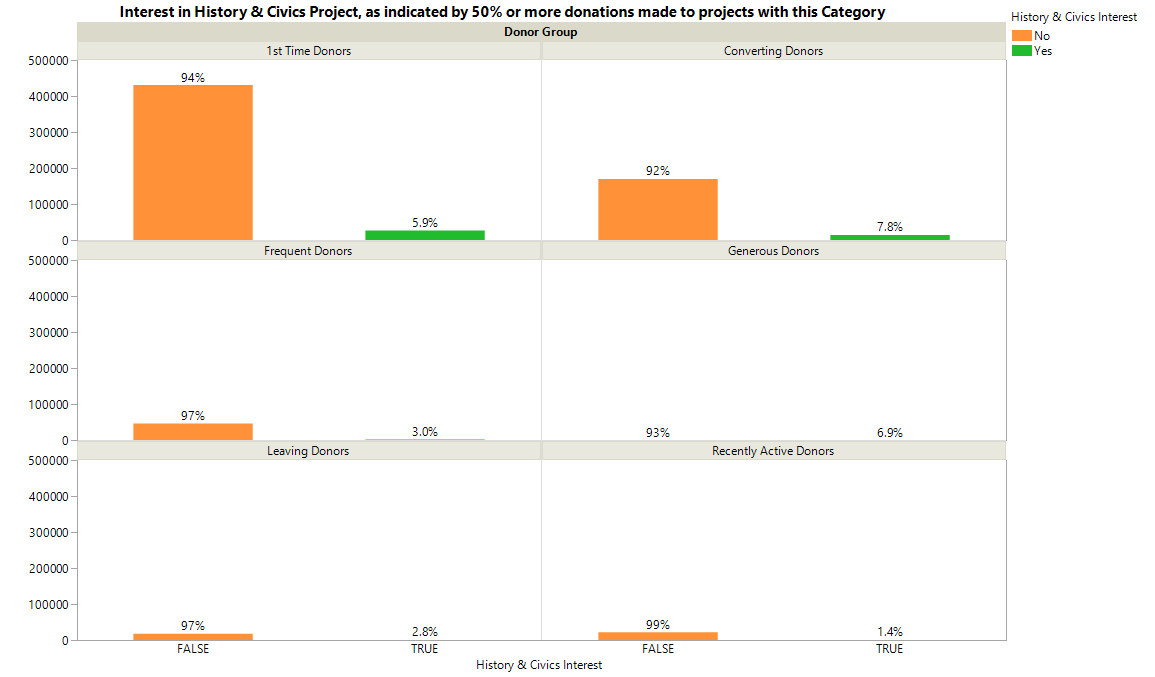 Interest in History & Civics Project, as indicated by 50% or more donations made to projects with this Category
History & Civics Interest
No
Yes
Donor Group
1st Time Donors
Converting Donors
500000
400000
300000
200000
100000
0
94%
5.9%
92%
7.8%
Frequent Donors
Generous Donors
500000
400000
300000
200000
100000
0
97%
3.0%
93%
6.9%
Leaving Donors
Recently Active Donors
500000
400000
300000
200000
100000
0
97%
2.8%
99%
1.4%
FALSE
TRUE
FALSE
TRUE
History & Civics Interest